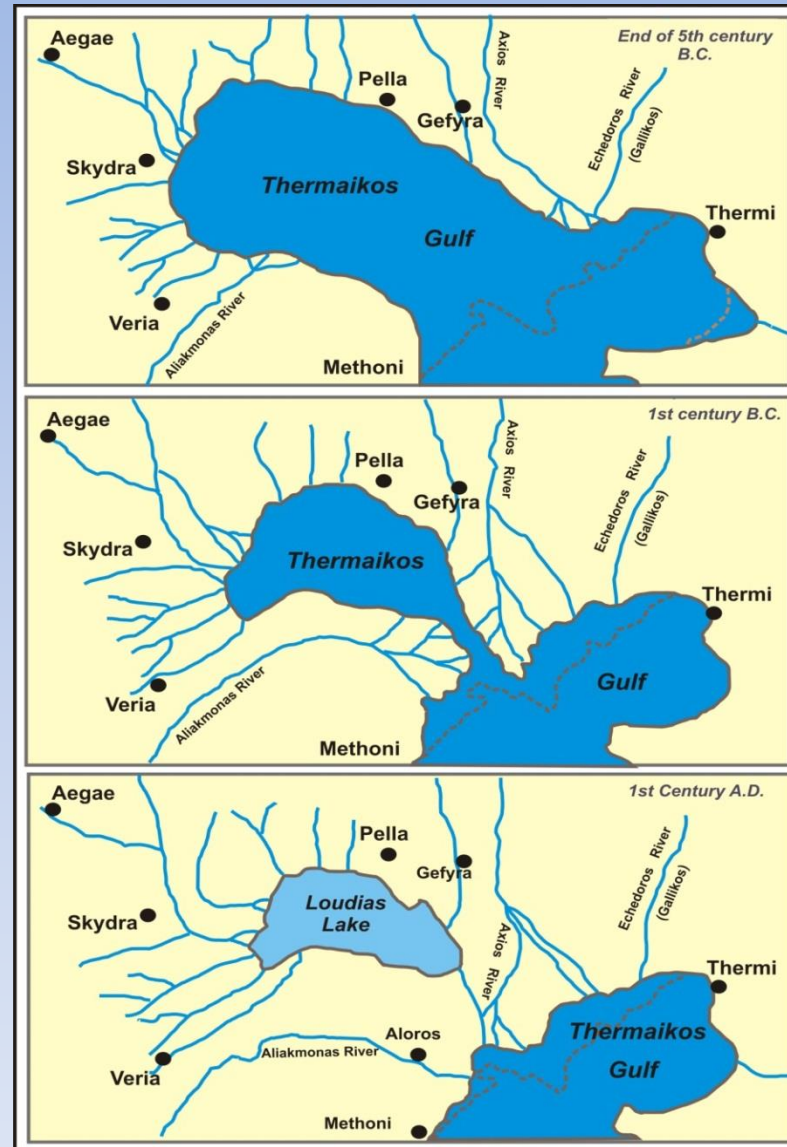 End of 5th century
B.C.
Aegae
Axios River
Pella
Gefyra
Echedoros River
(Gallikos)
Skydra
Thermaikos
Gulf
Thermi
Veria
Aliakmonas River
Methoni
1st century B.C.
Aegae
Axios River
Pella
Gefyra
Echedoros River
(Gallikos)
Skydra
Thermaikos
Thermi
Gulf
Veria
Aliakmonas River
Methoni
1st Century A.D.
Aegae
Pella
Gefyra
Echedoros River
(Gallikos)
Loudias
Lake
Skydra
Axios River
Thermi
Thermaikos
Gulf
Aloros
Aliakmonas River
Veria
Methoni